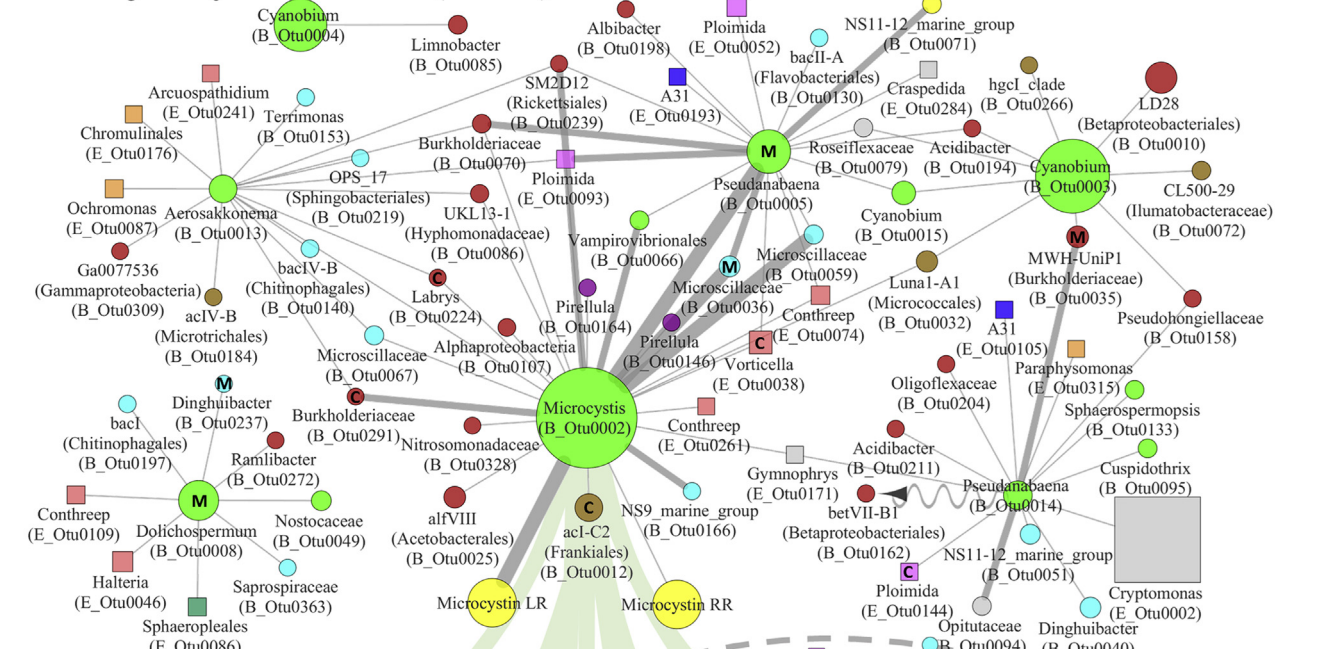 Cyanobium
(B_Otu0004)
Limnobacter
(B_Otu0085)
Albibacter
(B_Otu0198)
Ploimida
(E_Otu0052)
NS11-12_marine_group
(B_Otu0071)
bacII-A
(Flavobacteriales)
(B_Otu0130)
Craspedida
(E_Otu0284)
hgcI_clade
(B_Otu0266)
LD28
(Betaproteobacteriales)
(B_Otu0010)
Arcuospathidium
(E_Otu0241)
Terrimonas
(B_Otu0153)
SM2D12
(Rickettsiales)
(B_Otu0239)
A31
(E_Otu0193)
Chromulinales
(E_Otu0176)
Burkholderiaceae
(B_Otu0070)
M
Roseiflexaceae
(B_Otu0079)
Acidibacter
(B_Otu0194)
Cyanobium
(B_Otu0003)
OPS_17
(Sphingobacteriales)
(B_Otu0219)
Ploimida
(E_Otu0093)
Pseudanabaena
(B_Otu0005)
CL500-29
(Ilumatobacteraceae)
(B_Otu0072)
Ochromonas
(E_Otu0087)
Aerosakkonema
(B_Otu0013)
UKL13-1
(Hyphomonadaceae)
(B_Otu0086)
Cyanobium
(B_Otu0015)
Vampirovibrionales
(B_Otu0066)
M
Microscillaceae
(B_Otu0059)
M
MWH-UniP1
(Burkholderiaceae)
(B_Otu0035)
Ga0077536
(Gammaproteobacteria)
(B_Otu0309)
bacIV-B
(Chitinophagales)
(B_Otu0140)
C
Labrys
(B_Otu0224)
Microscillaceae
(B_Otu0036)
Luna1-A1
(Micrococcales)
(B_Otu0032)
acIV-B
(Microtrichales)
(B_Otu0184)
Pirellula
(B_Otu0164)
Conthreep
(E_Otu0074)
A31
(E_Otu0105)
Pseudohongiellaceae
(B_Otu0158)
Microscillaceae
(B_Otu0067)
Alphaproteobacteria
(B_Otu0107)
Pirellula
(B_Otu0146)
C
Vorticella
(E_Otu0038)
Paraphysomonas
(E_Otu0315)
Oligoflexaceae
(B_Otu0204)
M
Dinghuibacter
(B_Otu0237)
C
Burkholderiaceae
(B_Otu0291)
Microcystis
(B_Otu0002)
Sphaerospermopsis
(B_Otu0133)
bacI
(Chitinophagales)
(B_Otu0197)
Ramlibacter
(B_Otu0272)
Nitrosomonadaceae
(B_Otu0328)
Conthreep
(E_Otu0261)
Acidibacter
(B_Otu0211)
Cuspidothrix
(B_Otu0095)
Gymnophrys
(E_Otu0171)
Pseudanabaena
(B_Otu0014)
Conthreep
(E_Otu0109)
M
Dolichospermum
(B_Otu0008)
Nostocaceae
(B_Otu0049)
alfVIII
(Acetobacterales)
(B_Otu0025)
C
acI-C2
(Frankiales)
(B_Otu0012)
NS9_marine_group
(B_Otu0166)
betVII-B1
(Betaproteobacteriales)
(B_Otu0162)
NS11-12_marine_group
(B_Otu0051)
Halteria
(E_Otu0046)
Saprospiraceae
(B_Otu0363)
C
Ploimida
(E_Otu0144)
Cryptomonas
(E_Otu0002)
Microcystin LR
Microcystin RR
Sphaeropleales
(E_Otu0086)
Opitutaceae
(B_Otu0094)
Dinghuibacter
(B_Otu0040)